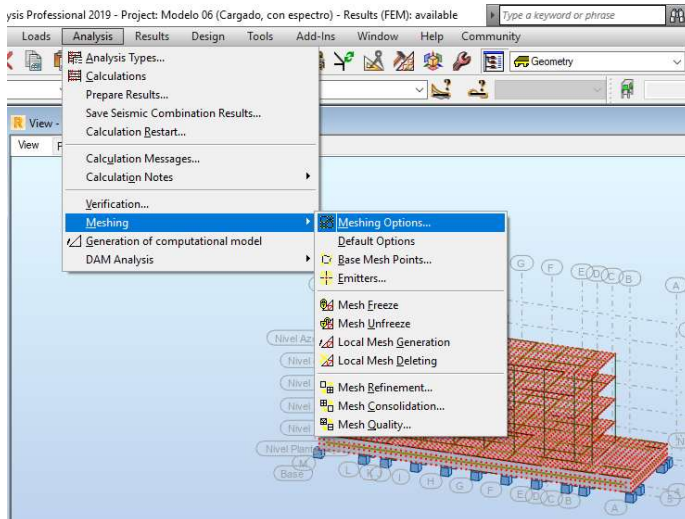 ysis Professional 2019 - Project: Modelo 06 (Cargado, con espectro) - Results (FEM): available
Type a keyword or phrase
Loads Analysis Results Design Tools Add-Ins Window Help Community
Analysis Types...
Geometry
Calculations
Prepare Results...
Save Seismic Combination Results...
Calculation Restart...
View -
View
Calculation Messages...
Calculation Notes
Verification...
Meshing
Meshing Options...
Generation of computational model
Default Options
DAM Analysis
Base Mesh Points...
Emitters...
G F E D C B A
Mesh Freeze
Mesh Unfreeze
Nivel Az
Local Mesh Generation
Nivel
Local Mesh Deleting
Nivel
Mesh Refinement...
Nivel
Mesh Consolidation...
Nivel
Mesh Quality...
Nivel Plant
M
Base
L K J I H G F E D C B A